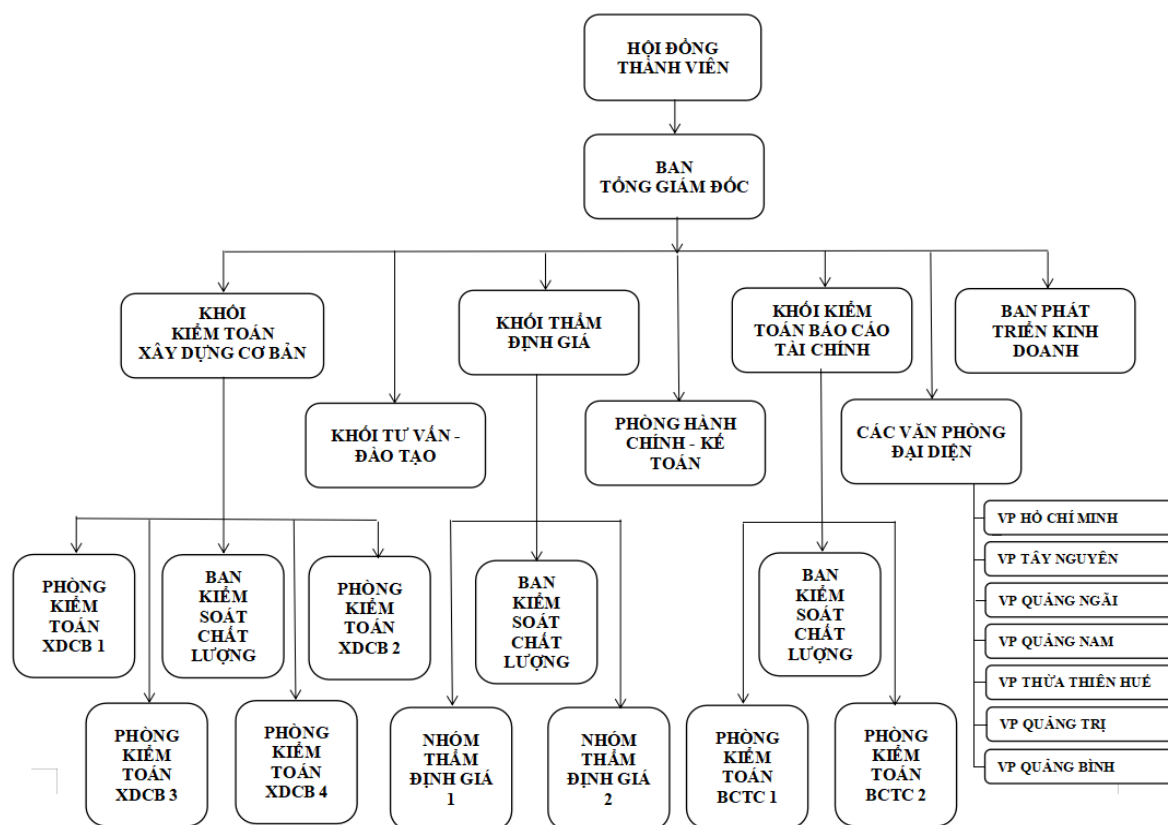 HỘI ĐỒNG
THÀNH VIÊN
BAN
TỔNG GIÁM ĐỐC
KHỐI
KIỂM TOÁN
XÂY DỰNG CƠ BẢN
KHỐI THẨM
ĐỊNH GIÁ
KHỐI KIỂM
TOÁN BÁO CÁO
TÀI CHÍNH
BAN PHÁT
TRIỂN KINH
DOANH
KHỐI TƯ VẤN -
ĐÀO TẠO
PHÒNG HÀNH
CHÍNH - KẾ
TOÁN
CÁC VĂN PHÒNG
ĐẠI DIỆN
PHÒNG
KIỂM
TOÁN
XDCB 1
BAN
KIỂM
SOÁT
CHẤT
LƯỢNG
PHÒNG
KIỂM
TOÁN
XDCB 2
BAN
KIỂM
SOÁT
CHẤT
LƯỢNG
BAN
KIỂM
SOÁT
CHẤT
LƯỢNG
VP HỒ CHÍ MINH
VP TÂY NGUYÊN
VP QUẢNG NGÃI
VP QUẢNG NAM
VP THỪA THIÊN HUẾ
VP QUẢNG TRỊ
VP QUẢNG BÌNH
PHÒNG
KIỂM
TOÁN
XDCB 3
PHÒNG
KIỂM
TOÁN
XDCB 4
NHÓM
THẨM
ĐỊNH GIÁ
1
NHÓM
THẨM
ĐỊNH GIÁ
2
PHÒNG
KIỂM
TOÁN
BCTC 1
PHÒNG
KIỂM
TOÁN
BCTC 2